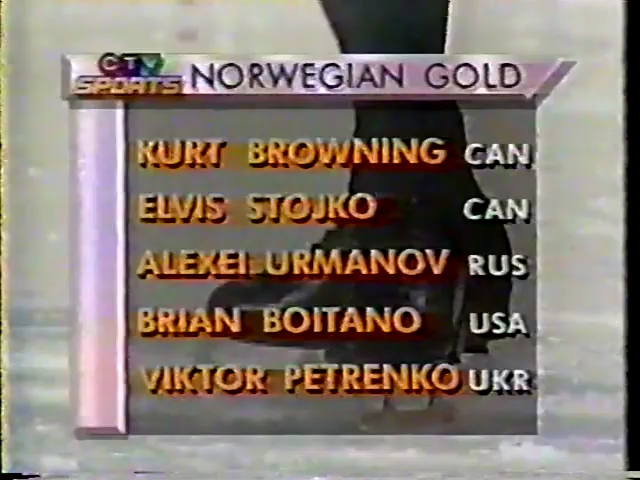 CTV
SPORTS
NORWEGIAN GOLD
KURT BROWNING CAN
ELVIS STOJKO CAN
ALEXEI URMANOV RUS
BRIAN BOITANO USA
VIKTOR PETRENKO UKR